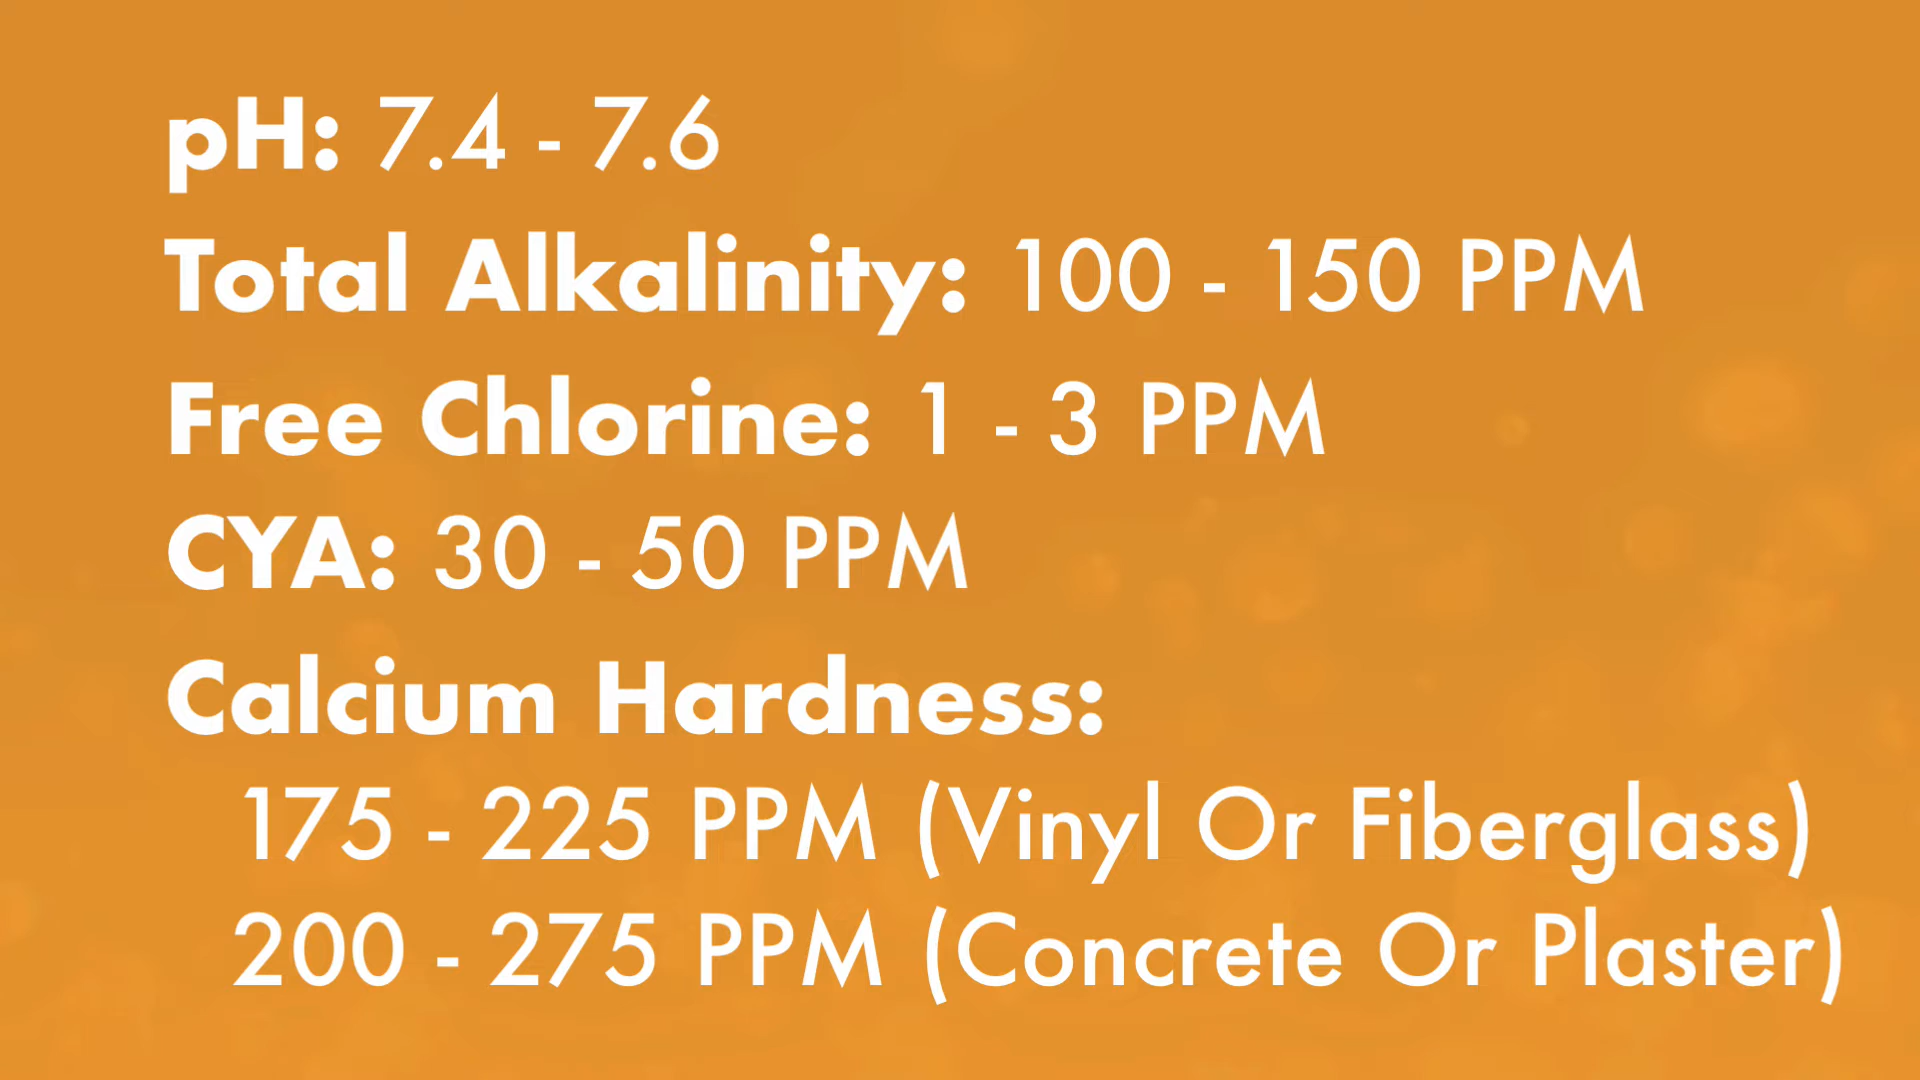 pH: 7.4 - 7.6
Total Alkalinity: 100 - 150 PPM
Free Chlorine: 1 - 3 PPM
CYA: 30 - 50 PPM
Calcium Hardness:
175 - 225 PPM (Vinyl Or Fiberglass)
200 - 275 PPM (Concrete Or Plaster)